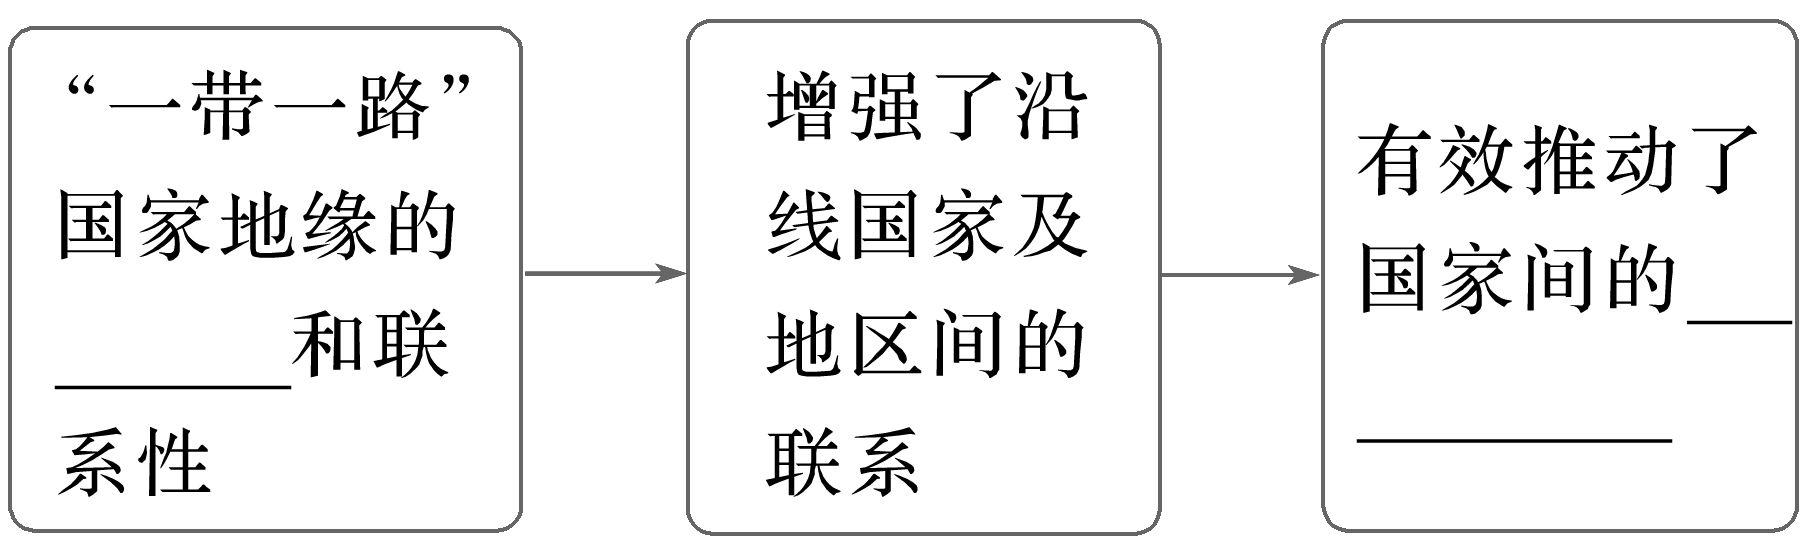 “一带一路”
国家地缘的
______和联
系性
增强了沿
线国家及
地区间的
联系
有效推动了
国家间的___
________